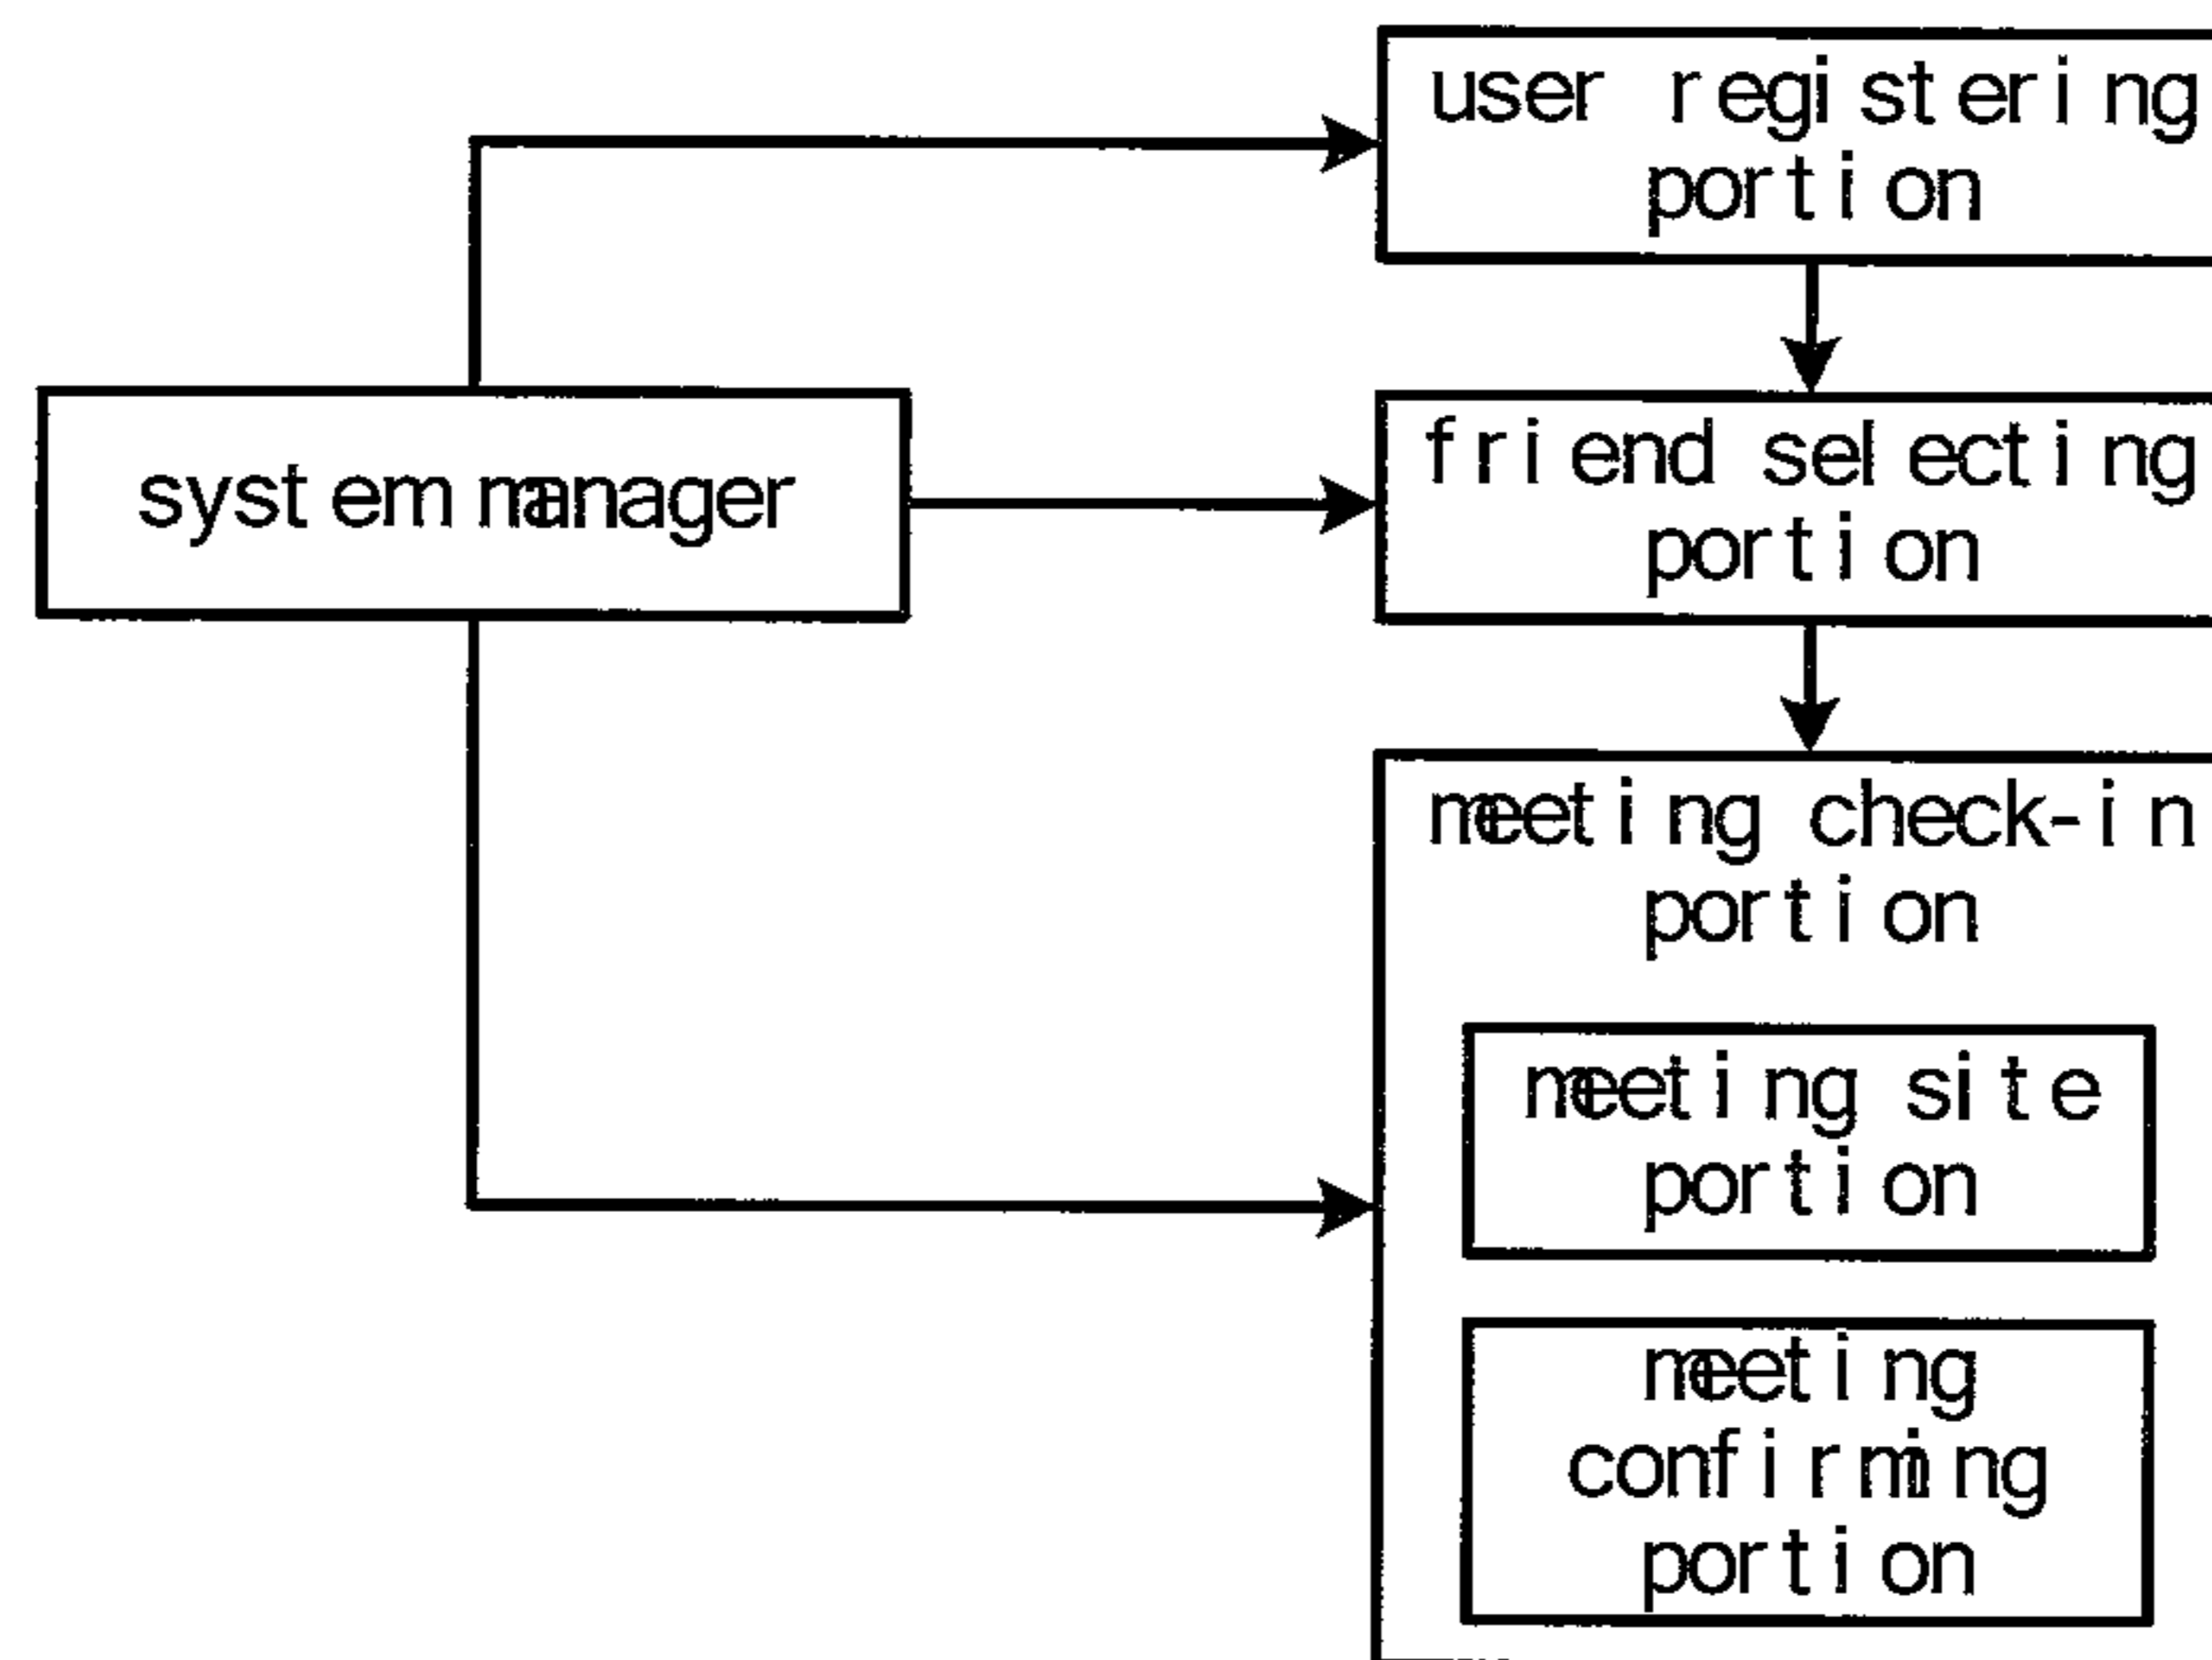 user registering
portion
system manager
friend selecting
portion
meeting check-in
portion
meeting site
portion
meeting
confirming
portion